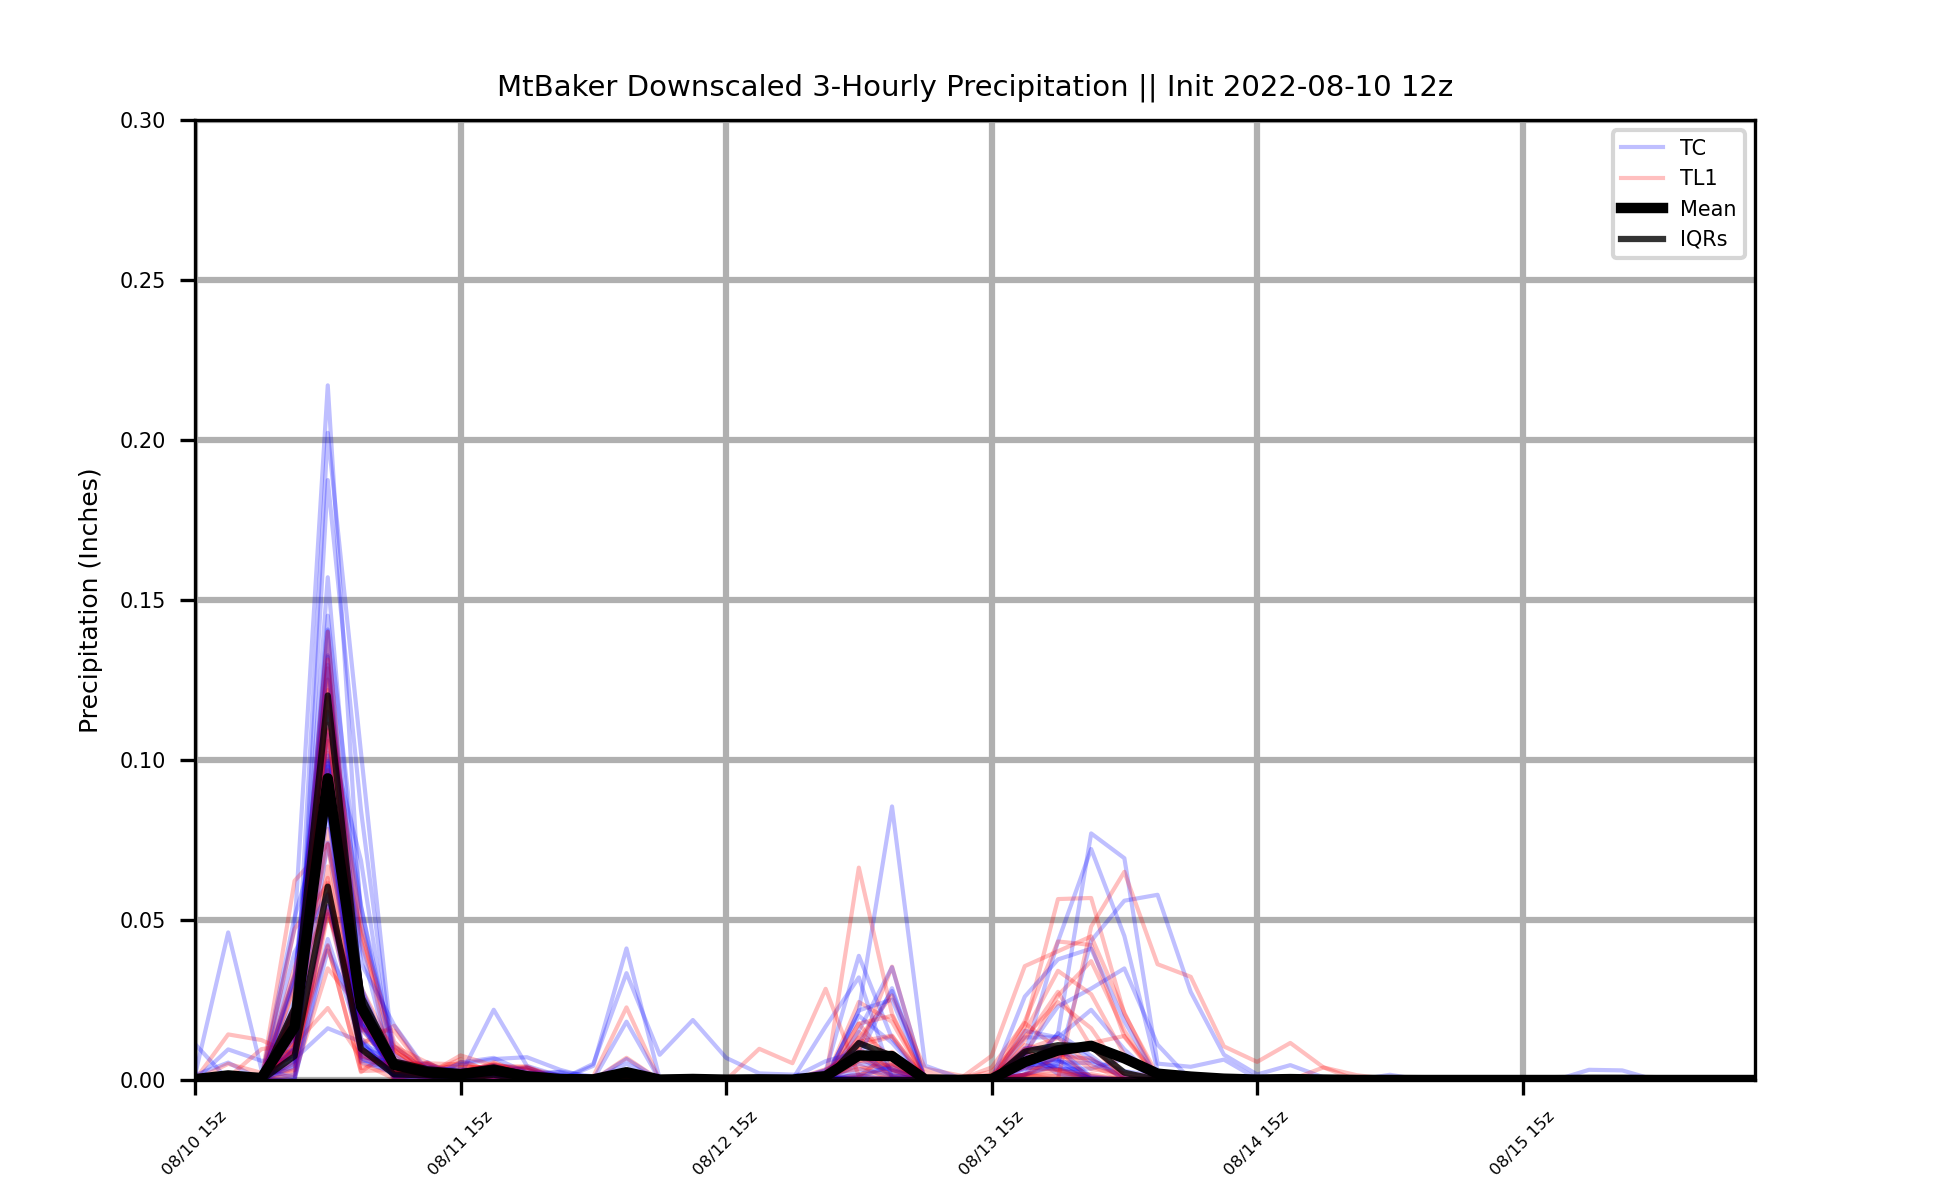 MtBaker Downscaled 3-Hourly Precipitation || Init 2022-08-10 12z
0.30
0.25
0.20
0.15
0.10
0.05
0.00
Precipitation (Inches)
TC
TL1
Mean
IQRs
08/10 15z
08/11 15z
08/12 15z
08/13 15z
08/14 15z
08/15 15z